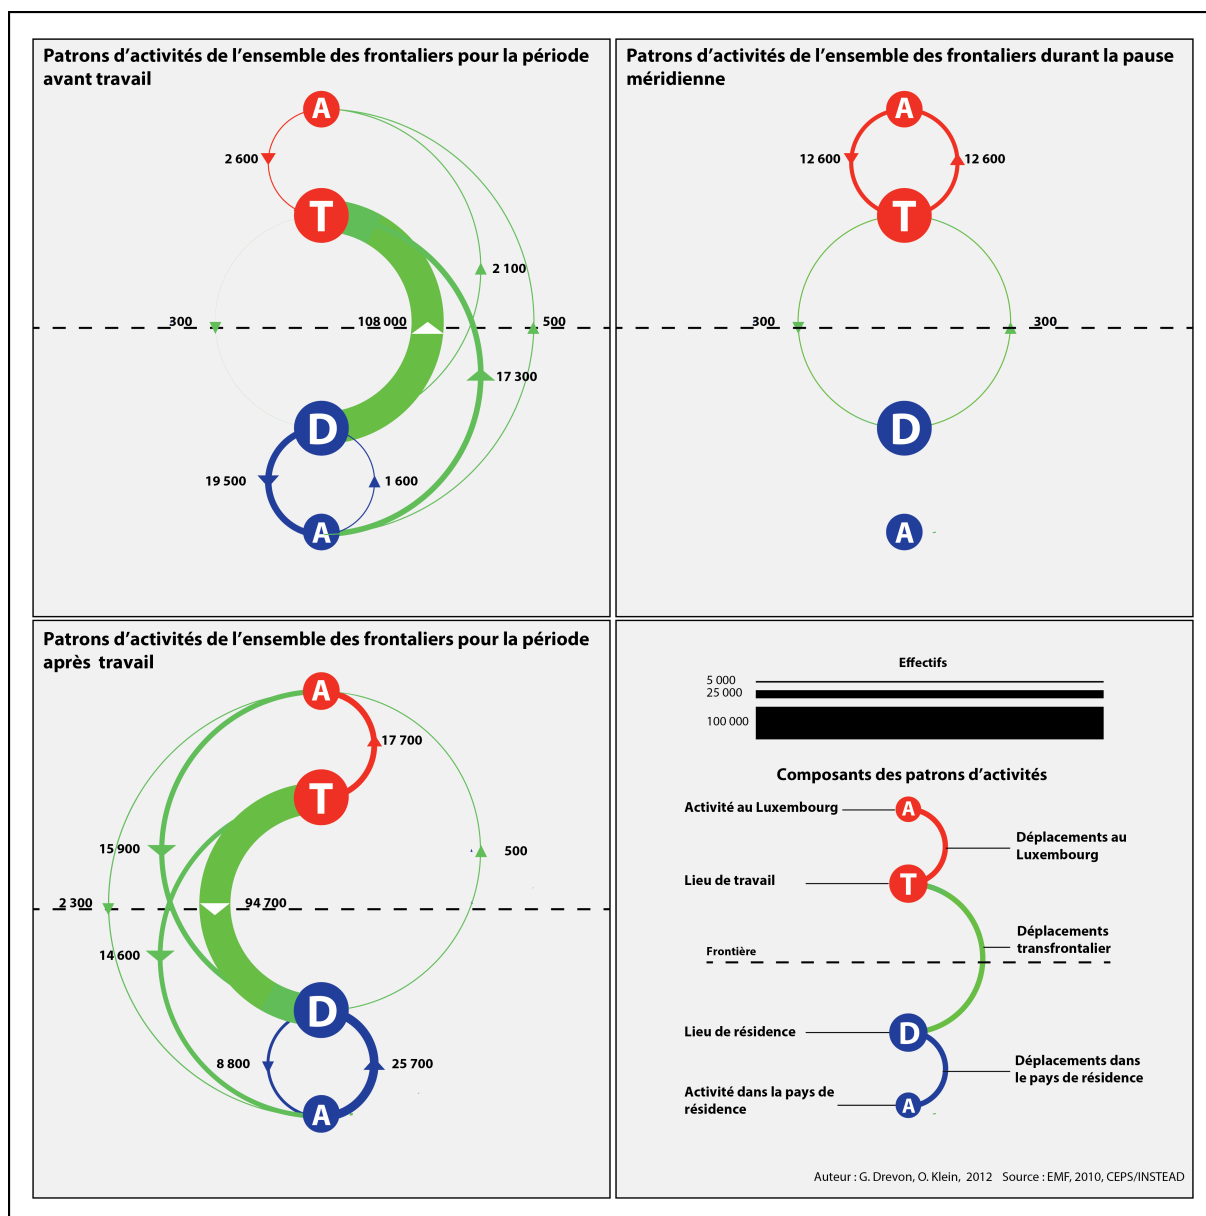 Patrons d’activités de l’ensemble des frontaliers pour la période
avant travail
A
2 600
T
2 100
300
108 000
500
17 300
D
19 500
1 600
A
Patrons d’activités de l’ensemble des frontaliers durant la pause
méridienne
A
12 600
12 600
T
300
300
D
A
Patrons d’activités de l’ensemble des frontaliers pour la période
après travail
A
17 700
T
15 900
500
2 300
94 700
14 600
D
8 800
25 700
A
Effectifs
5 000
25 000
100 000
Composants des patrons d’activités
Activité au Luxembourg
A
Déplacements au
Luxembourg
Lieu de travail
T
Déplacements
transfrontalier
Frontière
Lieu de résidence
D
Déplacements dans
le pays de résidence
Activité dans la pays de
résidence
A
Auteur : G. Drevon, O. Klein, 2012 Source : EMF, 2010, CEPS/INSTEAD